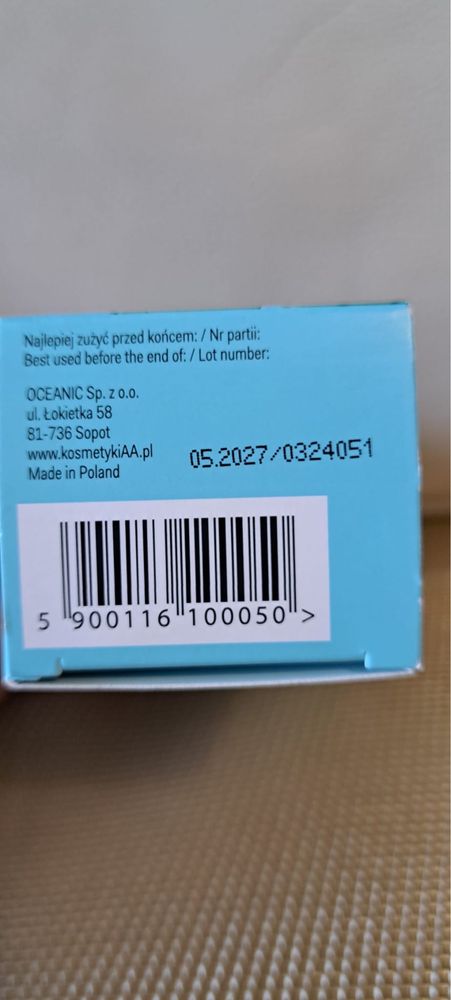 Najlepiej zużyć przed końcem: / Nr partii:
Best used before the end of: / Lot number:
OCEANIC Sp. z o.o.
ul. Łokietka 58
81-736 Sopot
www.kosmetykiAA.pl
Made in Poland
05.2027/0324051
5 900116 100050 >